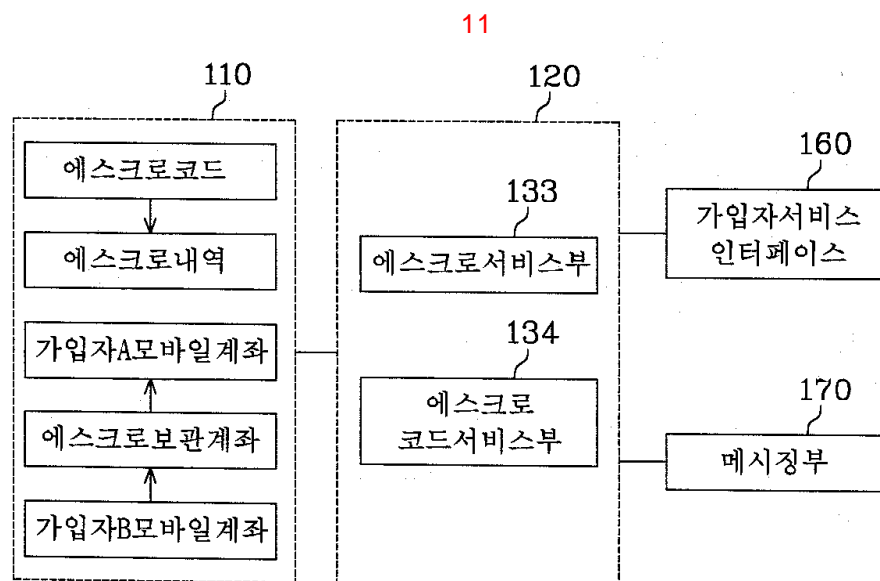 11
110
120
에스크로코드
에스크로내역
가입자A모바일계좌
에스크로보관계좌
가입자B모바일계좌
133
에스크로서비스부
134
에스크로
코드서비스부
160
가입자서비스
인터페이스
170
메시징부